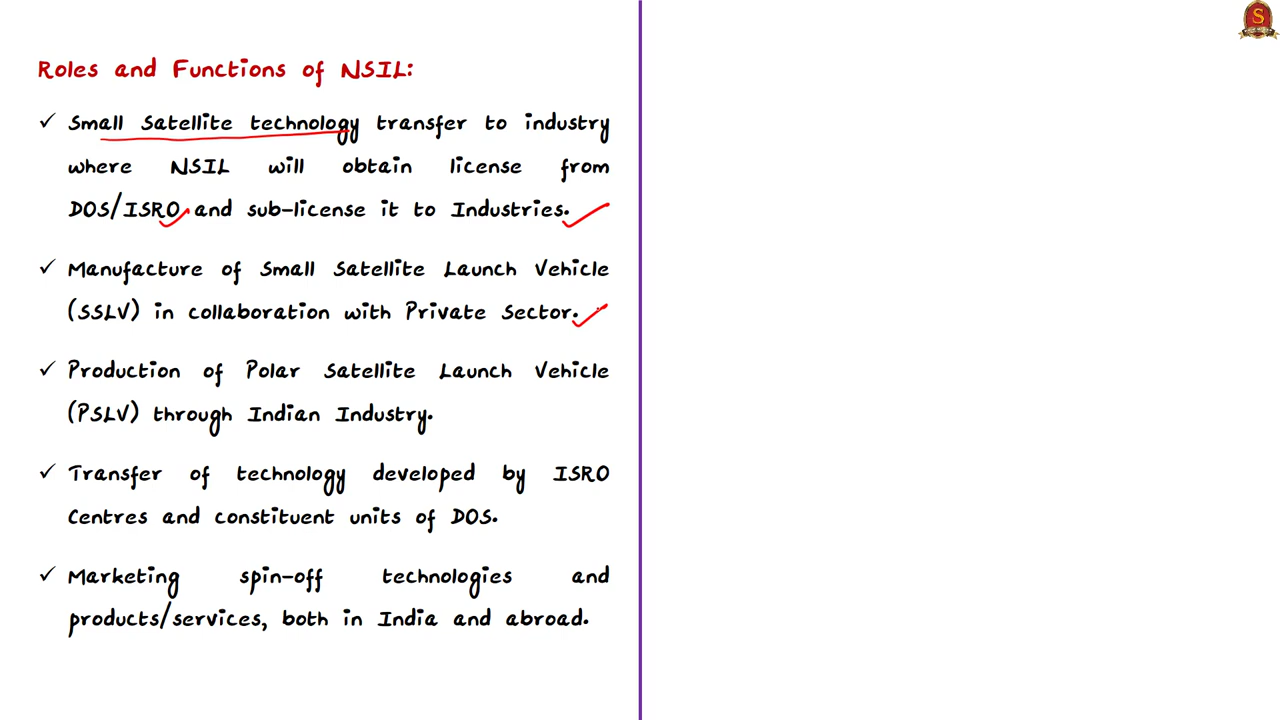 Roles and Functions of NSIL:
✓ Small Satellite technology transfer to industry
where NSIL will obtain license from
DOS/ISRO and sub-license it to Industries.
✓ Manufacture of Small Satellite Launch Vehicle
(SSLV) in collaboration with Private Sector.
✓ Production of Polar Satellite Launch Vehicle
(PSLV) through Indian Industry.
✓ Transfer of technology developed by ISRO
Centres and constituent units of DOS.
✓ Marketing spin-off technologies and
products/services, both in India and abroad.
S